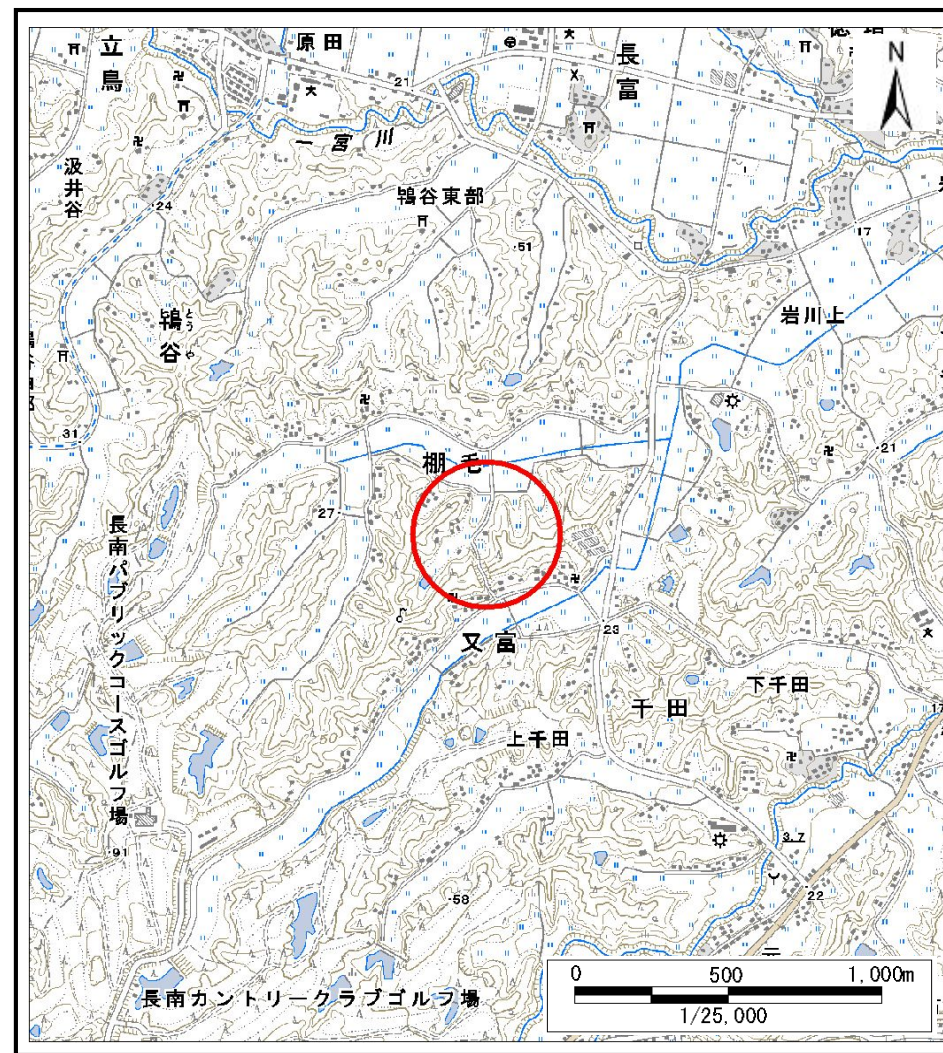 立鳥
原田
長富
N
21
一宮川
汲井谷
24
鴇谷東部
51
17
岩川上
鴇谷
とうや
31
棚毛
21
27
長南パブリックコースゴルフ場
又富
23
千田
下千田
上千田
17
3.7
91
58
22
長南カントリークラブゴルフ場
0 500 1,000m
1/25,000